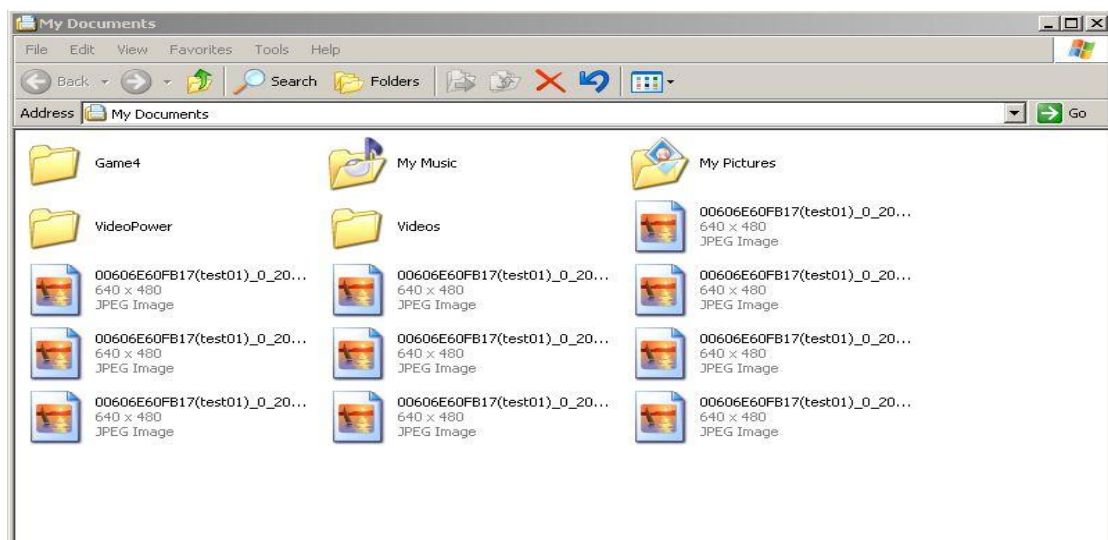 My Documents
File Edit View Favorites Tools Help
Back Search Folders
Address My Documents Go
Game4 My Music My Pictures
VideoPower Videos 00606E60FB17(test01)_0_20...
640 x 480
JPEG Image
00606E60FB17(test01)_0_20... 00606E60FB17(test01)_0_20... 00606E60FB17(test01)_0_20...
640 x 480 640 x 480 640 x 480
JPEG Image JPEG Image JPEG Image
00606E60FB17(test01)_0_20... 00606E60FB17(test01)_0_20... 00606E60FB17(test01)_0_20...
640 x 480 640 x 480 640 x 480
JPEG Image JPEG Image JPEG Image
00606E60FB17(test01)_0_20... 00606E60FB17(test01)_0_20... 00606E60FB17(test01)_0_20...
640 x 480 640 x 480 640 x 480
JPEG Image JPEG Image JPEG Image